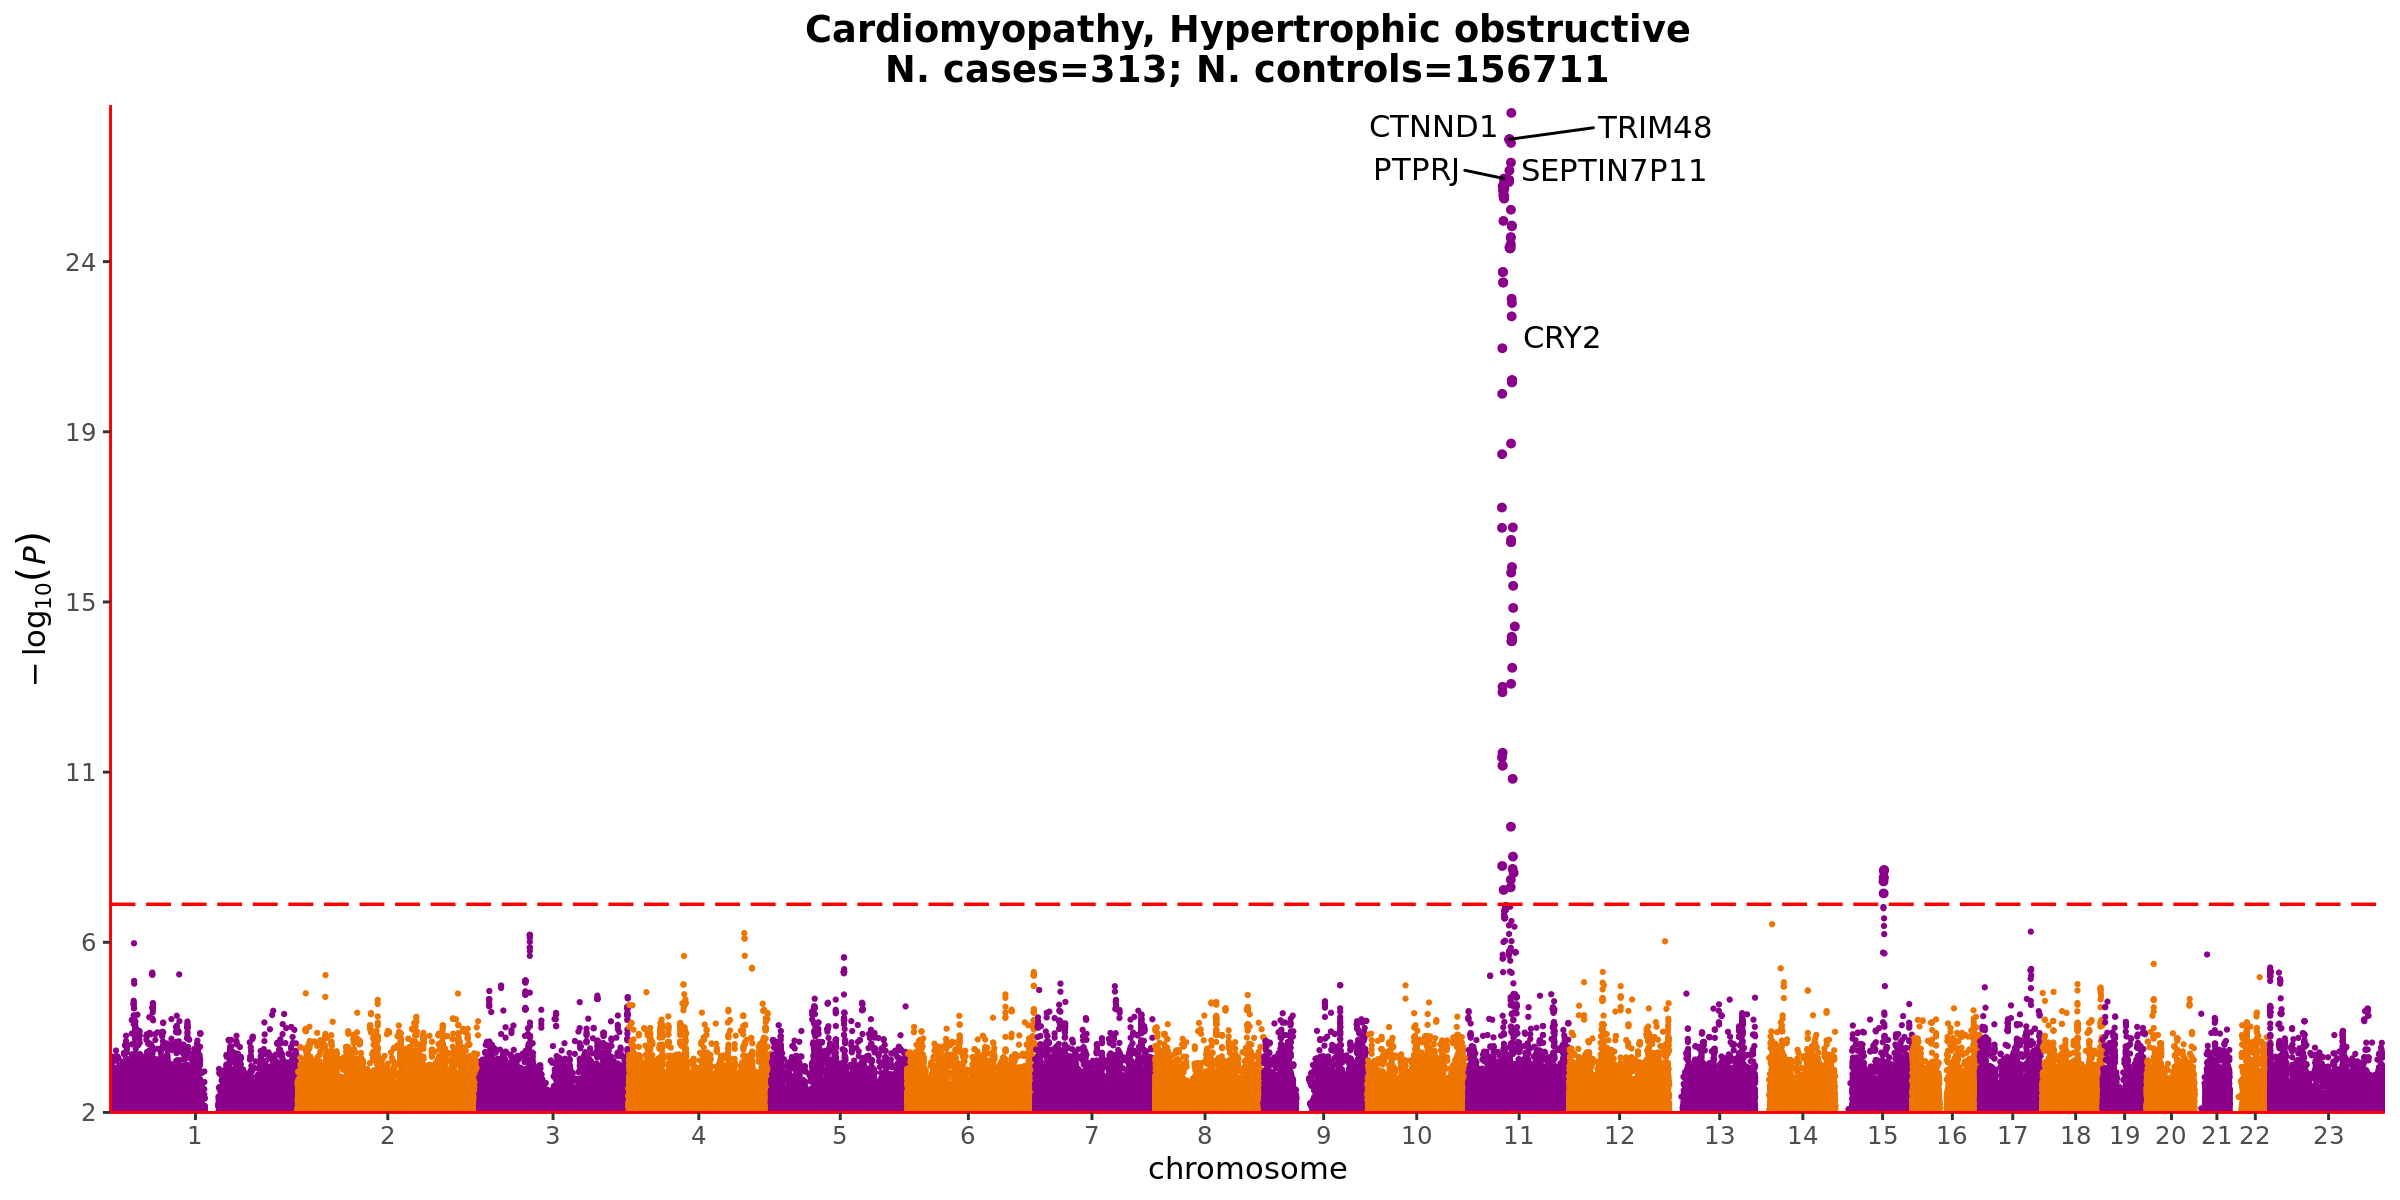 Cardiomyopathy, Hypertrophic obstructive
N. cases=313; N. controls=156711
CTNND1
TRIM48
PTPRJ
SEPTIN7P11
CRY2
24
19
15
11
6
2
−log10(P)
1 2 3 4 5 6 7 8 9 10 11 12 13 14 15 16 17 18 19 20 21 22 23
chromosome